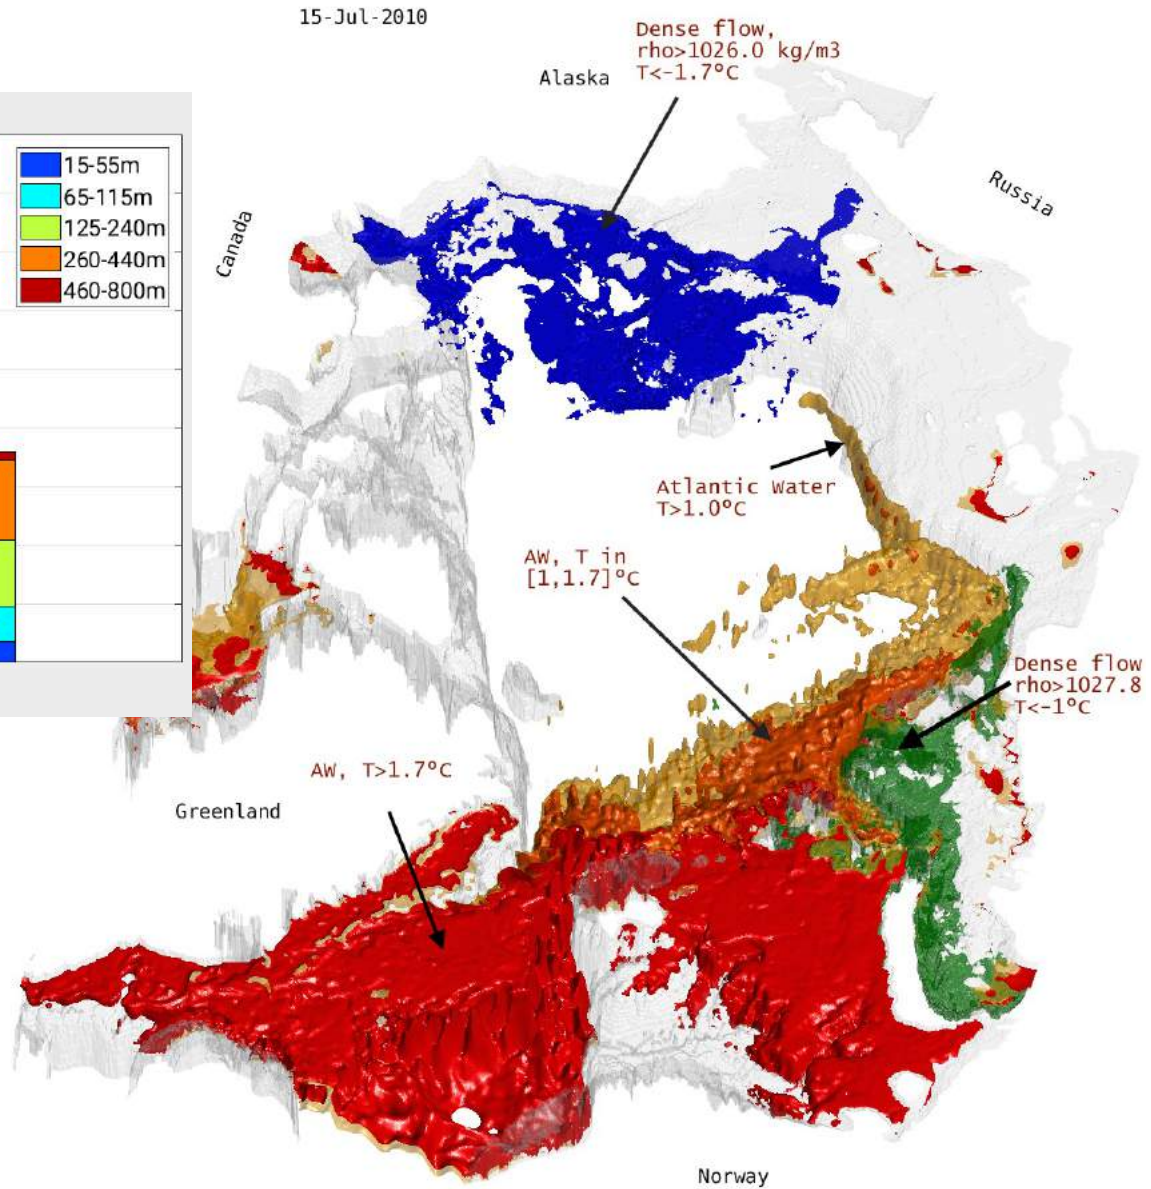 15-Jul-2010
Dense flow,
rho>1026.0 kg/m3
T<-1.7°C
Alaska
Russia
Canada
15-55m
65-115m
125-240m
260-440m
460-800m
Atlantic Water
T>1.0°C
AW, T in
[1,1.7]°C
Dense flow
rho>1027.8
T<-1°C
AW, T>1.7°C
Greenland
Norway